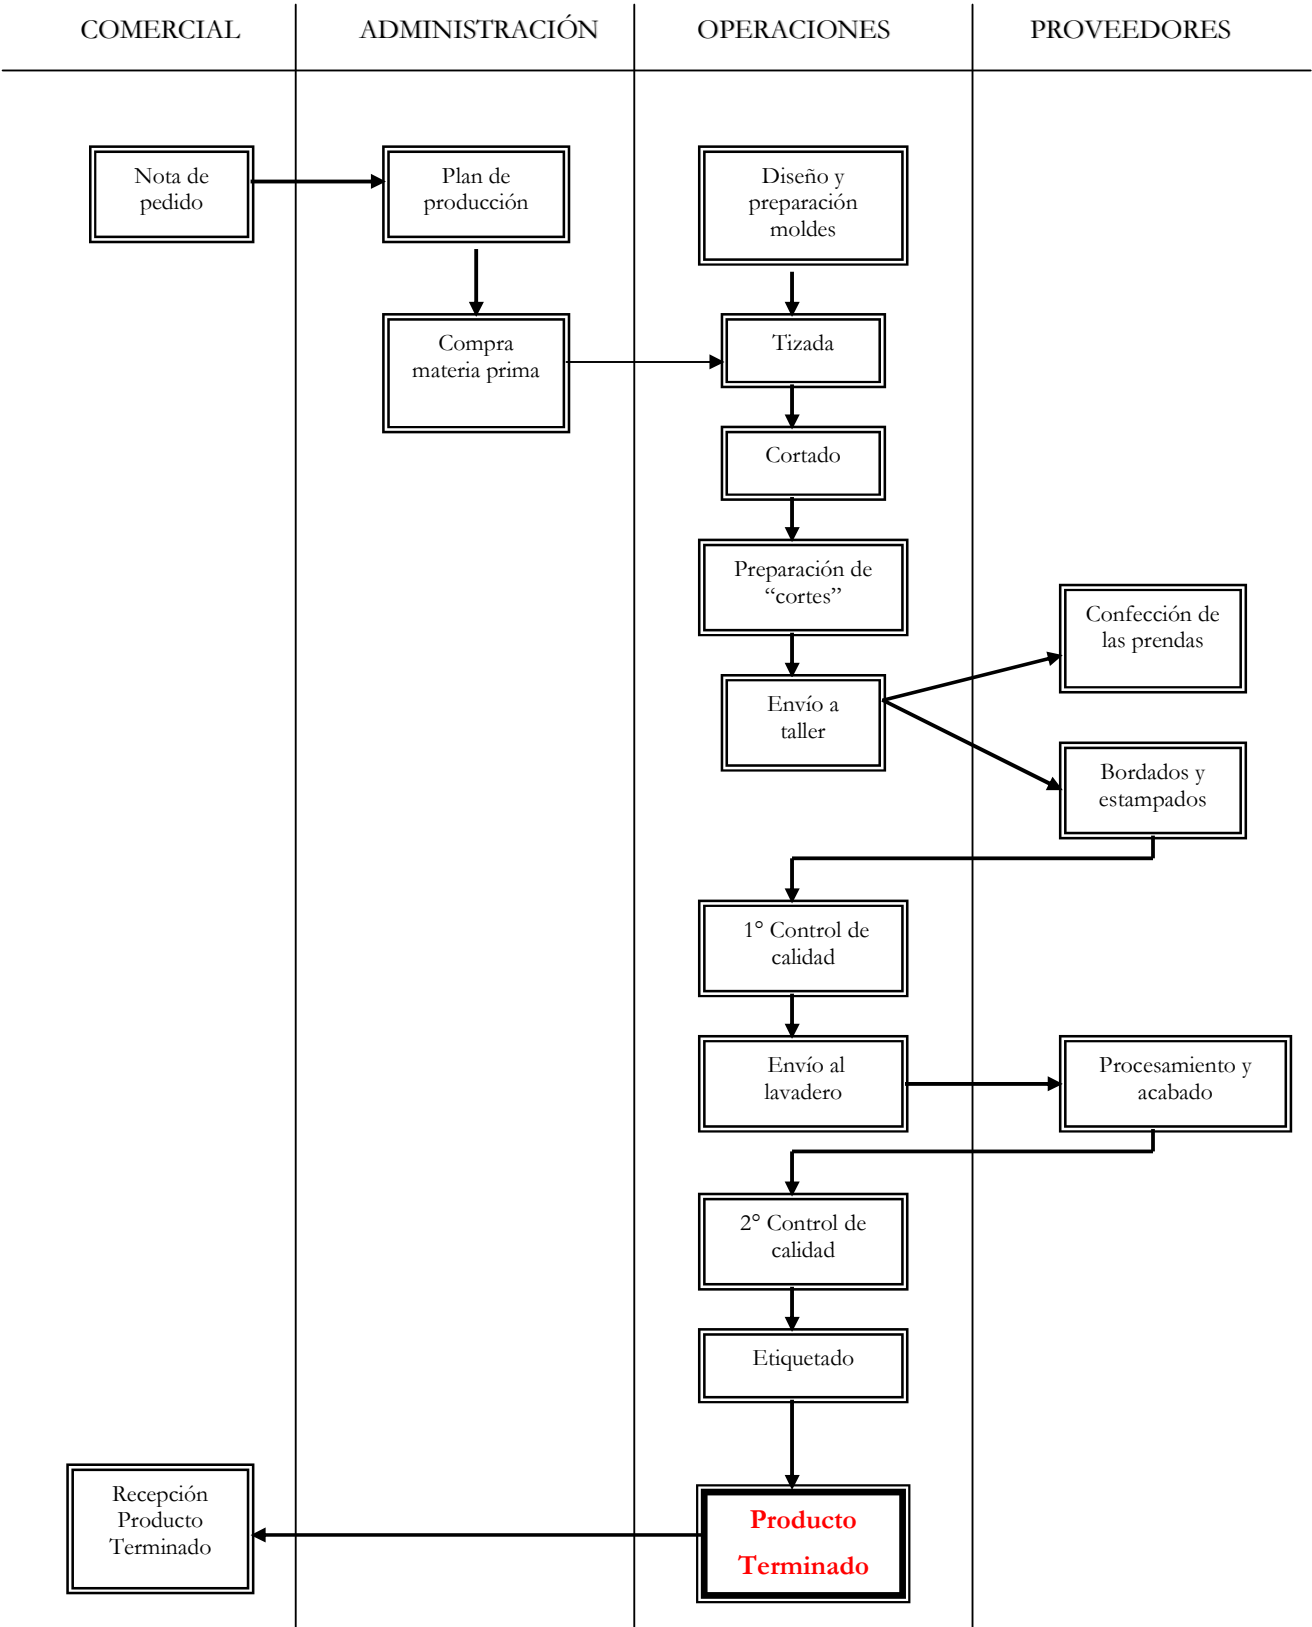 COMERCIAL
ADMINISTRACIÓN
OPERACIONES
PROVEEDORES
Nota de
pedido
Plan de
producción
Diseño y
preparación
moldes
Compra
materia prima
Tizada
Cortado
Preparación de
“cortes”
Confección de
las prendas
Envío a
taller
Bordados y
estampados
1° Control de
calidad
Envío al
lavadero
Procesamiento y
acabado
2° Control de
calidad
Etiquetado
Recepción
Producto
Terminado
Producto
Terminado